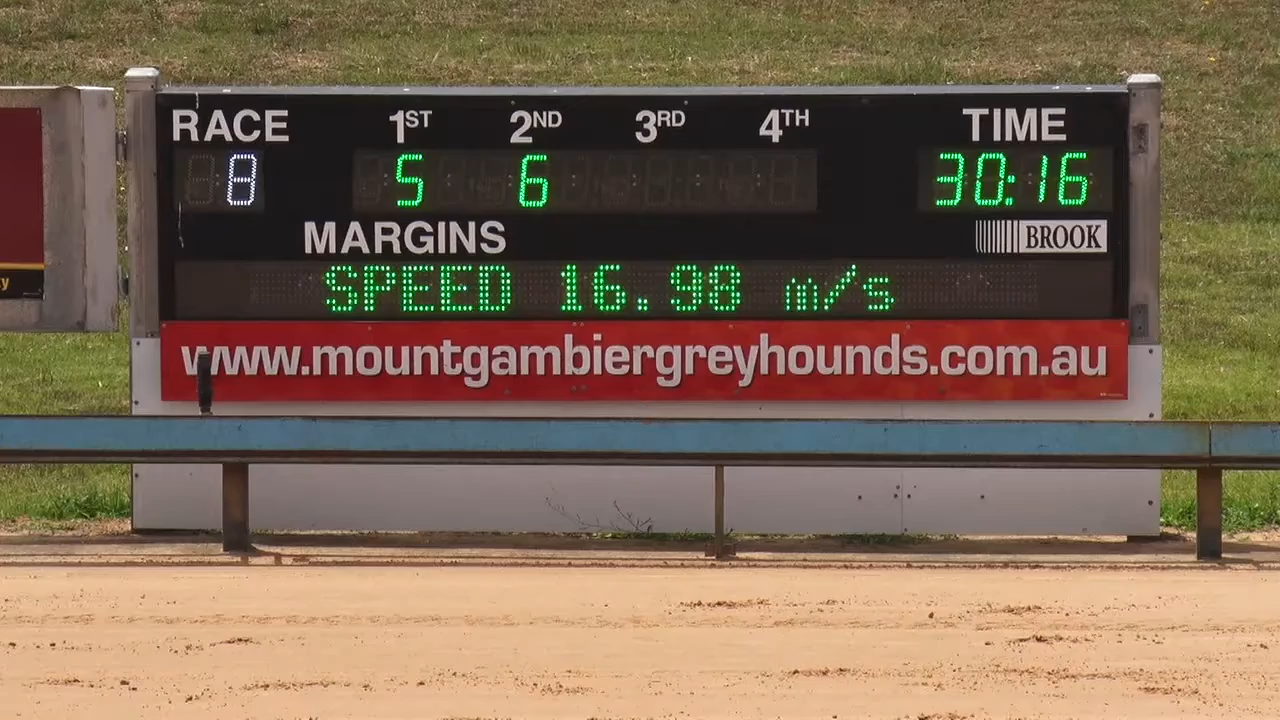 RACE 1ST 2ND 3RD 4TH TIME
8 5 6 30:16
MARGINS BROOK
SPEED 16.98 m/s
www.mountgambiergreyhounds.com.au
y